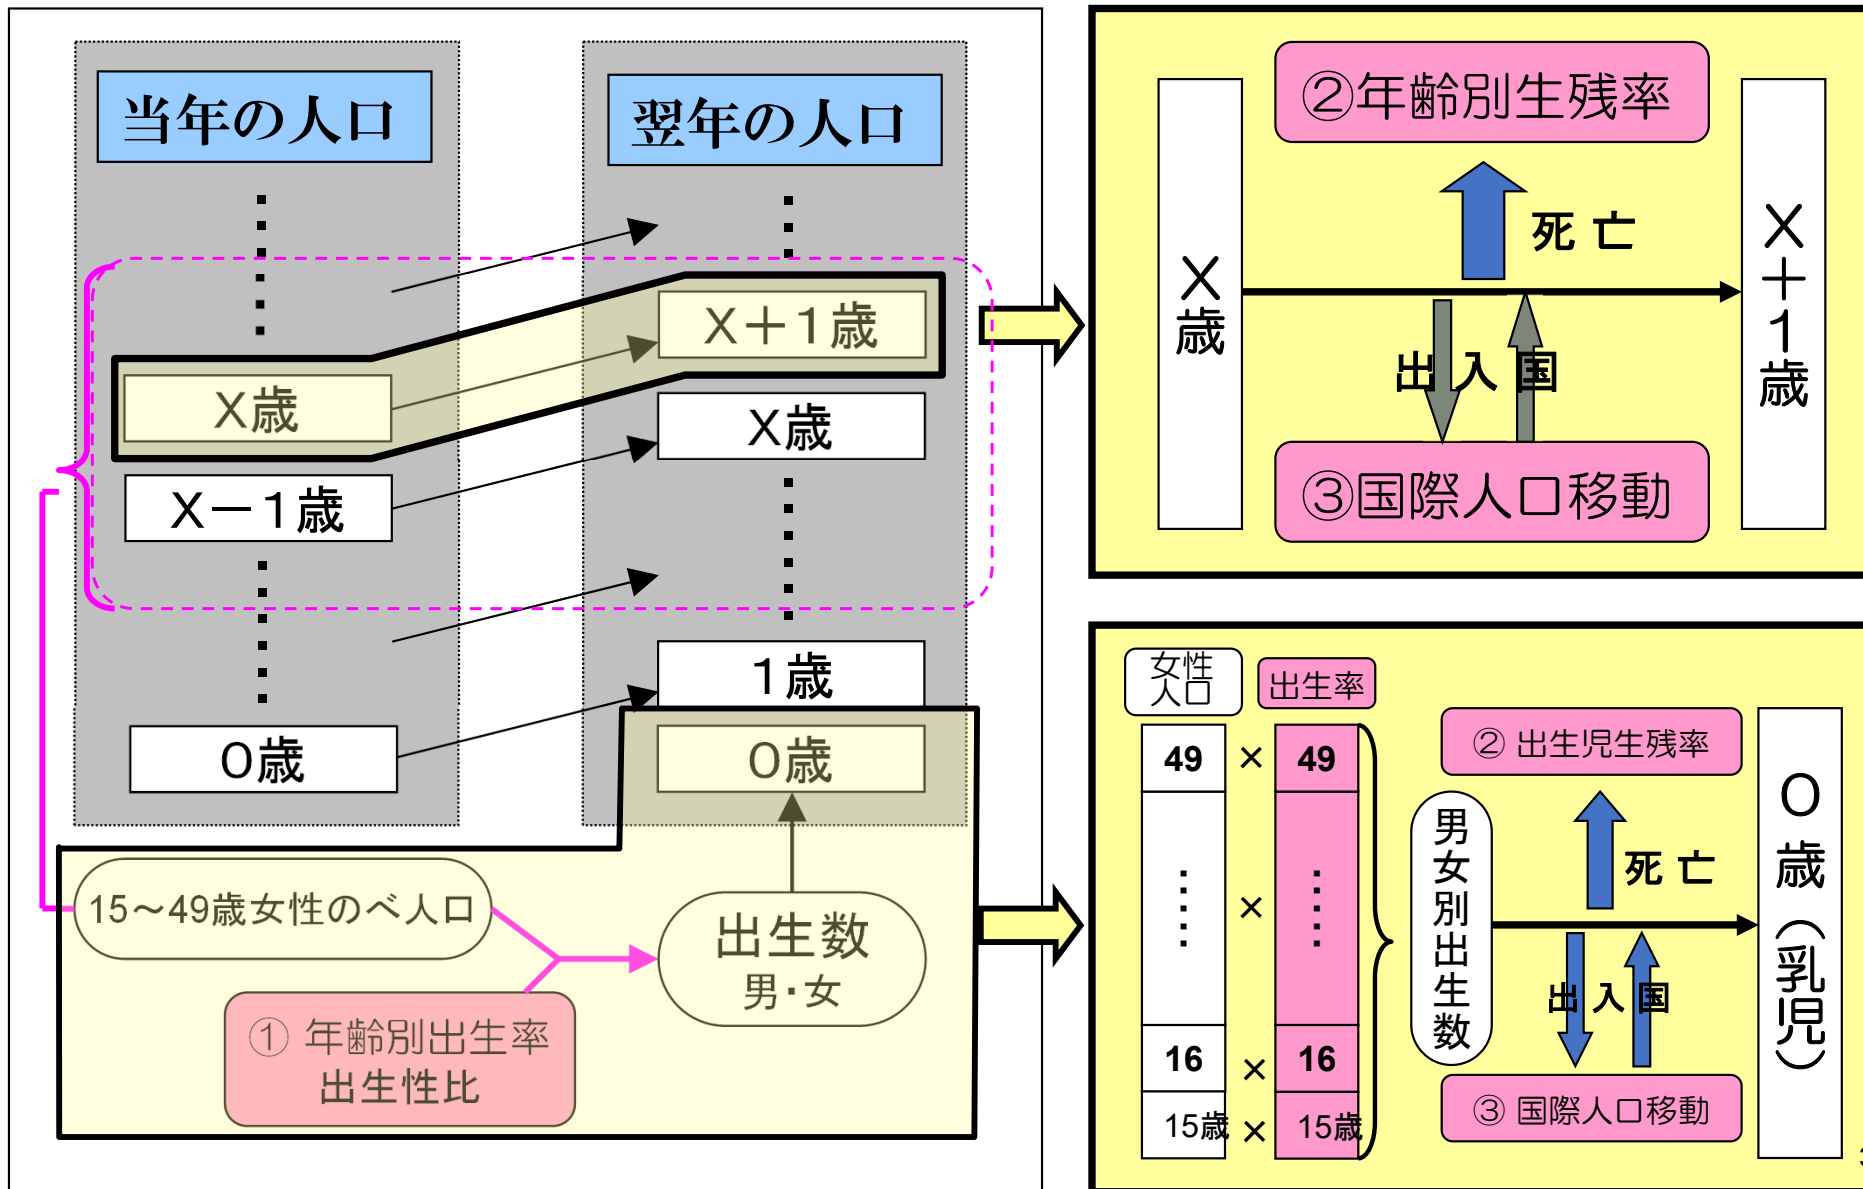 当年の人口
翌年の人口
X+1歳
X歳
X歳
X－1歳
1歳
0歳
0歳
15～49歳女性のべ人口
出生数
男・女
① 年齢別出生率
出生性比
②年齢別生残率
死亡
X歳
X+1歳
出入国
③国際人口移動
女性
人口
出生率
49 × 49
×
16 × 16
15歳 × 15歳
② 出生児生残率
死亡
男女別出生数
0歳（乳児）
出入国
③ 国際人口移動